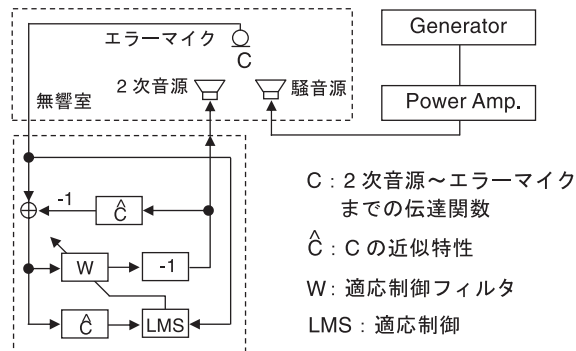 エラーマイク
C
2次音源
騒音源
無響室
Generator
Power Amp.
-1
Ĉ
W
-1
Ĉ
LMS
C：2次音源～エラーマイク
までの伝達関数
Ĉ：Cの近似特性
W：適応制御フィルタ
LMS：適応制御